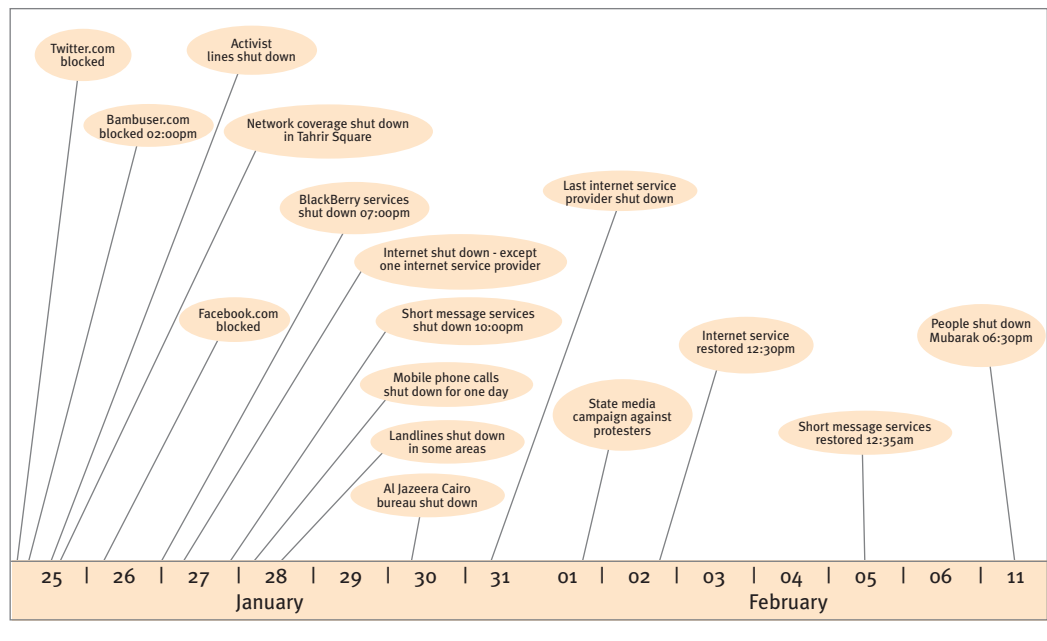 Twitter.com
blocked
Activist
lines shut down
Bambuser.com
blocked 02:00pm
Network coverage shut down
in Tahrir Square
BlackBerry services
shut down 07:00pm
Last internet service
provider shut down
Internet shut down - except
one internet service provider
Facebook.com
blocked
Short message services
shut down 10:00pm
Internet service
restored 12:30pm
People shut down
Mubarak 06:30pm
Mobile phone calls
shut down for one day
State media
campaign against
protesters
Landlines shut down
in some areas
Short message services
restored 12:35am
Al Jazeera Cairo
bureau shut down
25 | 26 | 27 | 28 | 29 | 30 | 31 01 | 02 | 03 | 04 | 05 | 06 | 11
January February